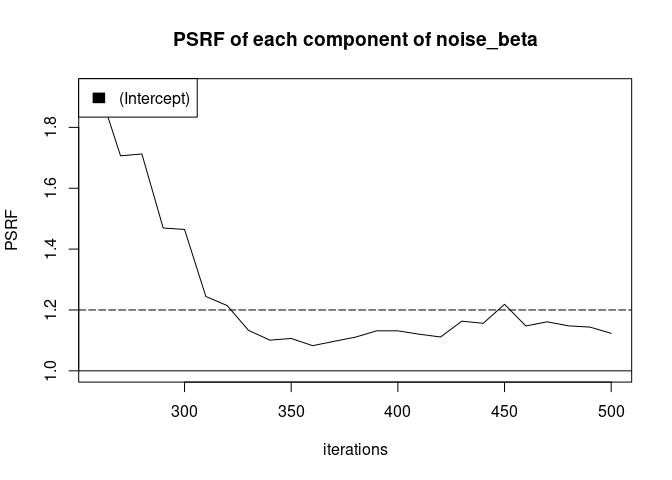 PSRF of each component of noise_beta
(Intercept)
PSRF
1.8
1.6
1.4
1.2
1.0
300 350 400 450 500
iterations